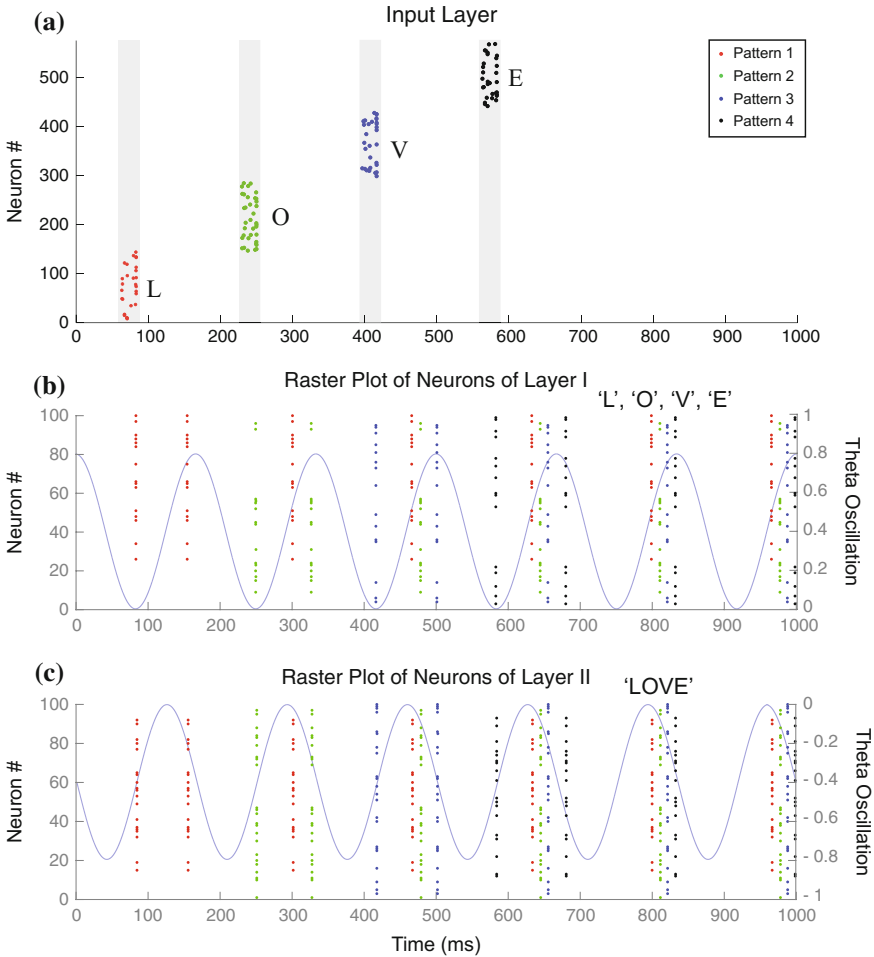 (a)
Input Layer
Neuron #
500
400
300
200
100
0
L
O
V
E
Pattern 1
Pattern 2
Pattern 3
Pattern 4
0 100 200 300 400 500 600 700 800 900 1000
(b)
Raster Plot of Neurons of Layer I
‘L’, ‘O’, ‘V’, ‘E’
Neuron #
100
80
60
40
20
0
1
0.8
0.6
0.4
0.2
0
Theta Oscillation
0 100 200 300 400 500 600 700 800 900 1000
(c)
Raster Plot of Neurons of Layer II
‘LOVE’
Neuron #
100
80
60
40
20
0
0
- 0.2
- 0.4
- 0.6
- 0.8
- 1
Theta Oscillation
0 100 200 300 400 500 600 700 800 900 1000
Time (ms)